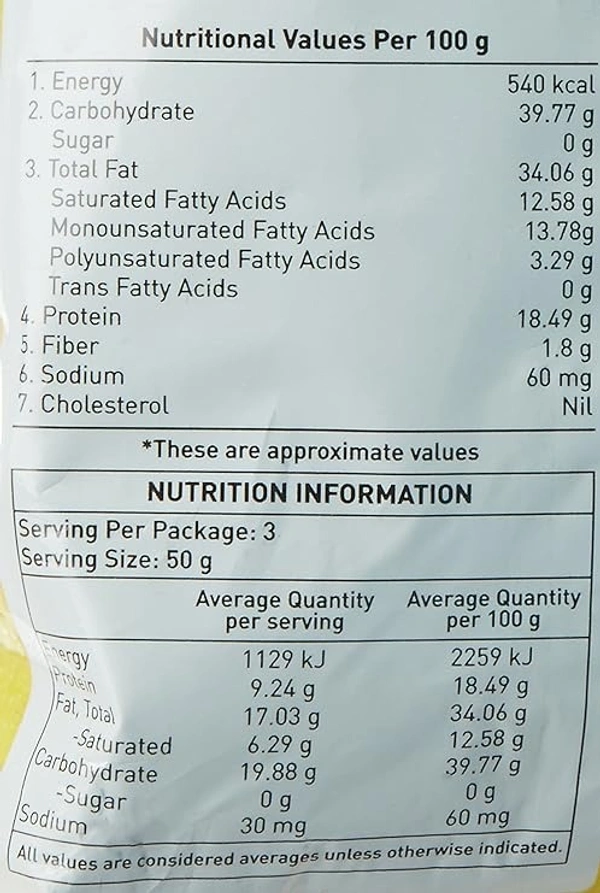 Nutritional Values Per 100 g
1. Energy 540 kcal
2. Carbohydrate 39.77 g
Sugar 0 g
3. Total Fat 34.06 g
Saturated Fatty Acids 12.58 g
Monounsaturated Fatty Acids 13.78g
Polyunsaturated Fatty Acids 3.29 g
Trans Fatty Acids 0 g
4. Protein 18.49 g
5. Fiber 1.8 g
6. Sodium 60 mg
7. Cholesterol Nil
*These are approximate values
NUTRITION INFORMATION
Serving Per Package: 3
Serving Size: 50 g
Average Quantity Average Quantity
per serving per 100 g
Energy 1129 kJ 2259 kJ
Protein 9.24 g 18.49 g
Fat, Total 17.03 g 34.06 g
-Saturated 6.29 g 12.58 g
Carbohydrate 19.88 g 39.77 g
-Sugar 0 g 0 g
Sodium 30 mg 60 mg
All values are considered averages unless otherwise indicated.